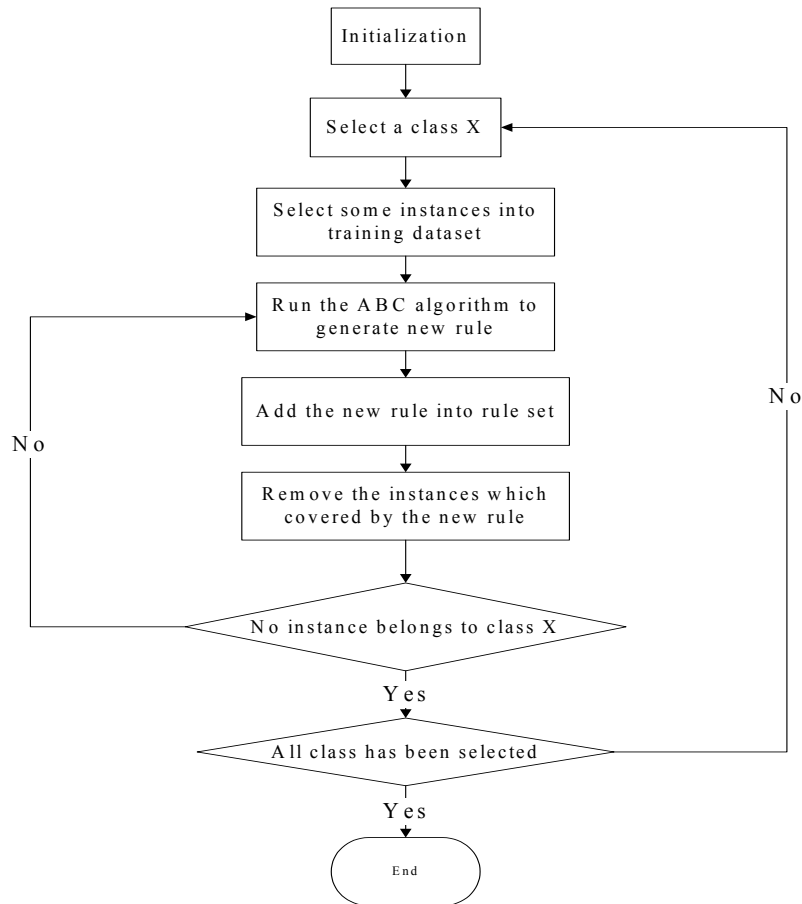 Initialization
Select a class X
Select some instances into
training dataset
Run the ABC algorithm to
generate new rule
Add the new rule into rule set
No
No
Remove the instances which
covered by the new rule
No instance belongs to class X
Yes
All class has been selected
Yes
End